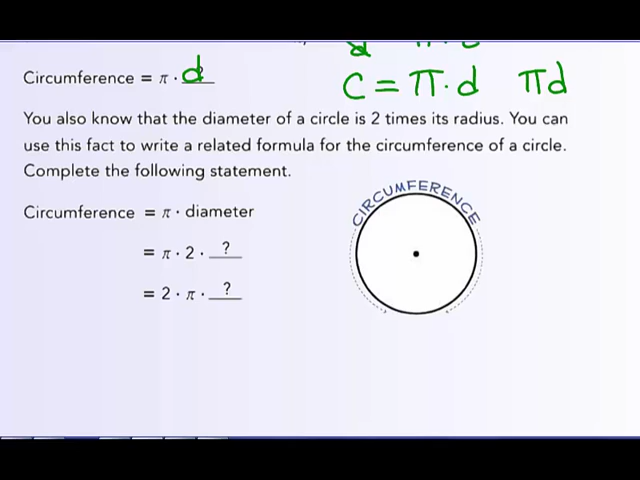 Circumference = π · d
C = π · d πd
You also know that the diameter of a circle is 2 times its radius. You can
use this fact to write a related formula for the circumference of a circle.
Complete the following statement.
Circumference = π · diameter
= π · 2 · ?
= 2 · π · ?
CIRCUMFERENCE